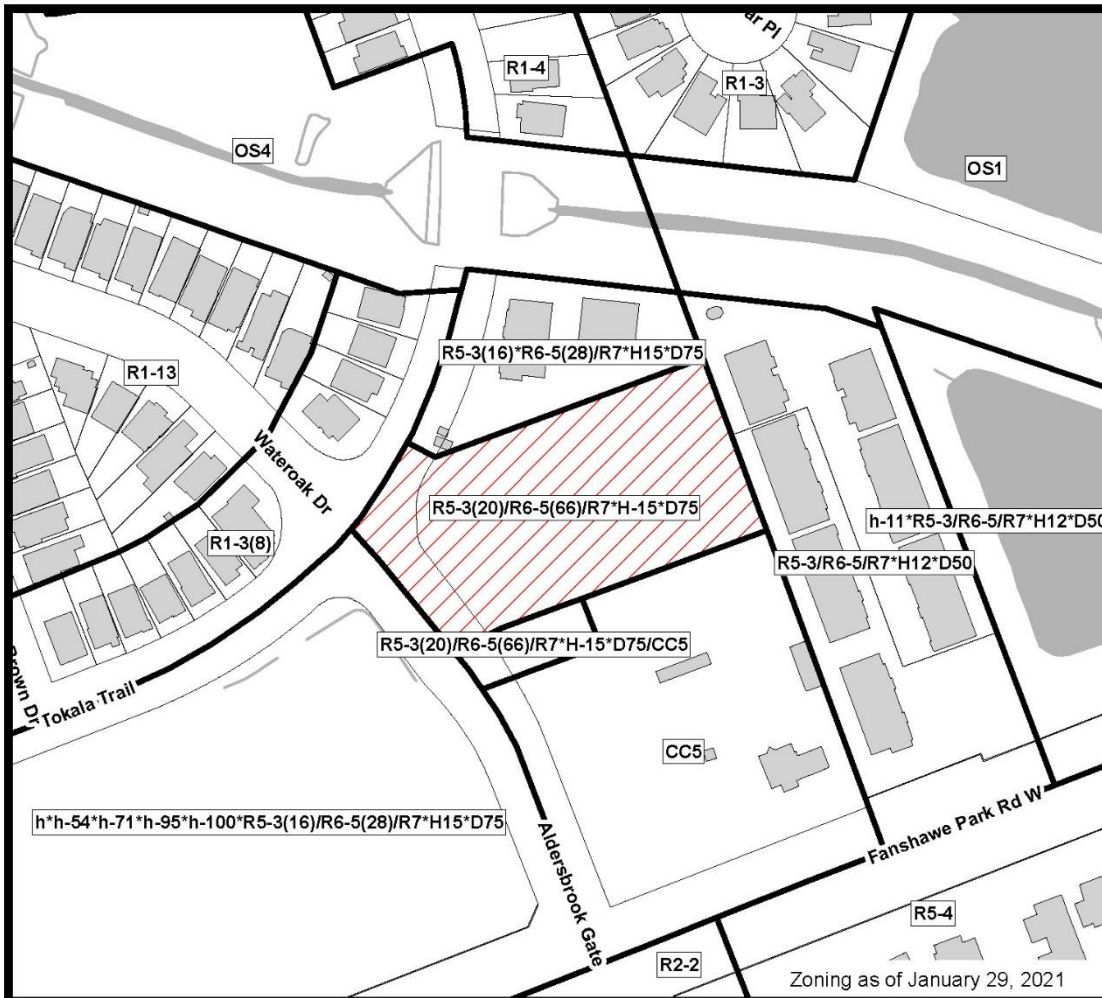 ar Pl
R1-4
R1-3
OS4
OS1
R5-3(16)*R6-5(28)/R7*H15*D75
R1-13
Wateroak Dr
R5-3(20)/R6-5(66)/R7*H-15*D75
h-11*R5-3/R6-5/R7*H12*D50
R1-3(8)
R5-3/R6-5/R7*H12*D50
R5-3(20)/R6-5(66)/R7*H-15*D75/CC5
Brown Dr
Tokala Trail
CC5
h*h-54*h-71*h-95*h-100*R5-3(16)/R6-5(28)/R7*H15*D75
Aldersbrook Gate
Fanshawe Park Rd W
R5-4
R2-2
Zoning as of January 29, 2021